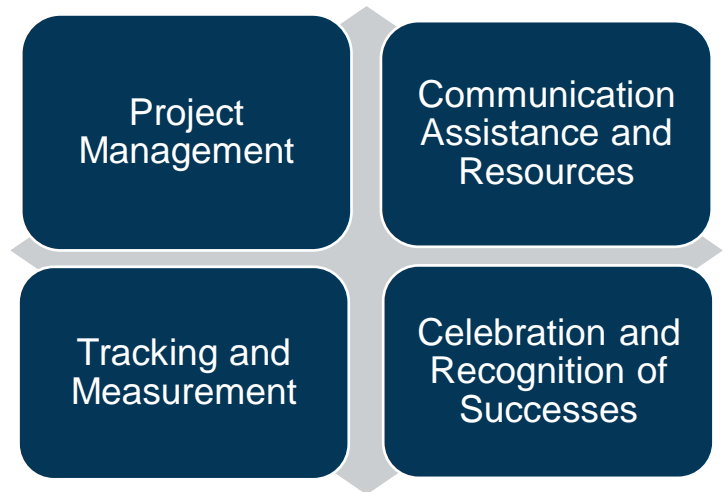 Project
Management
Communication
Assistance and
Resources
Tracking and
Measurement
Celebration and
Recognition of
Successes